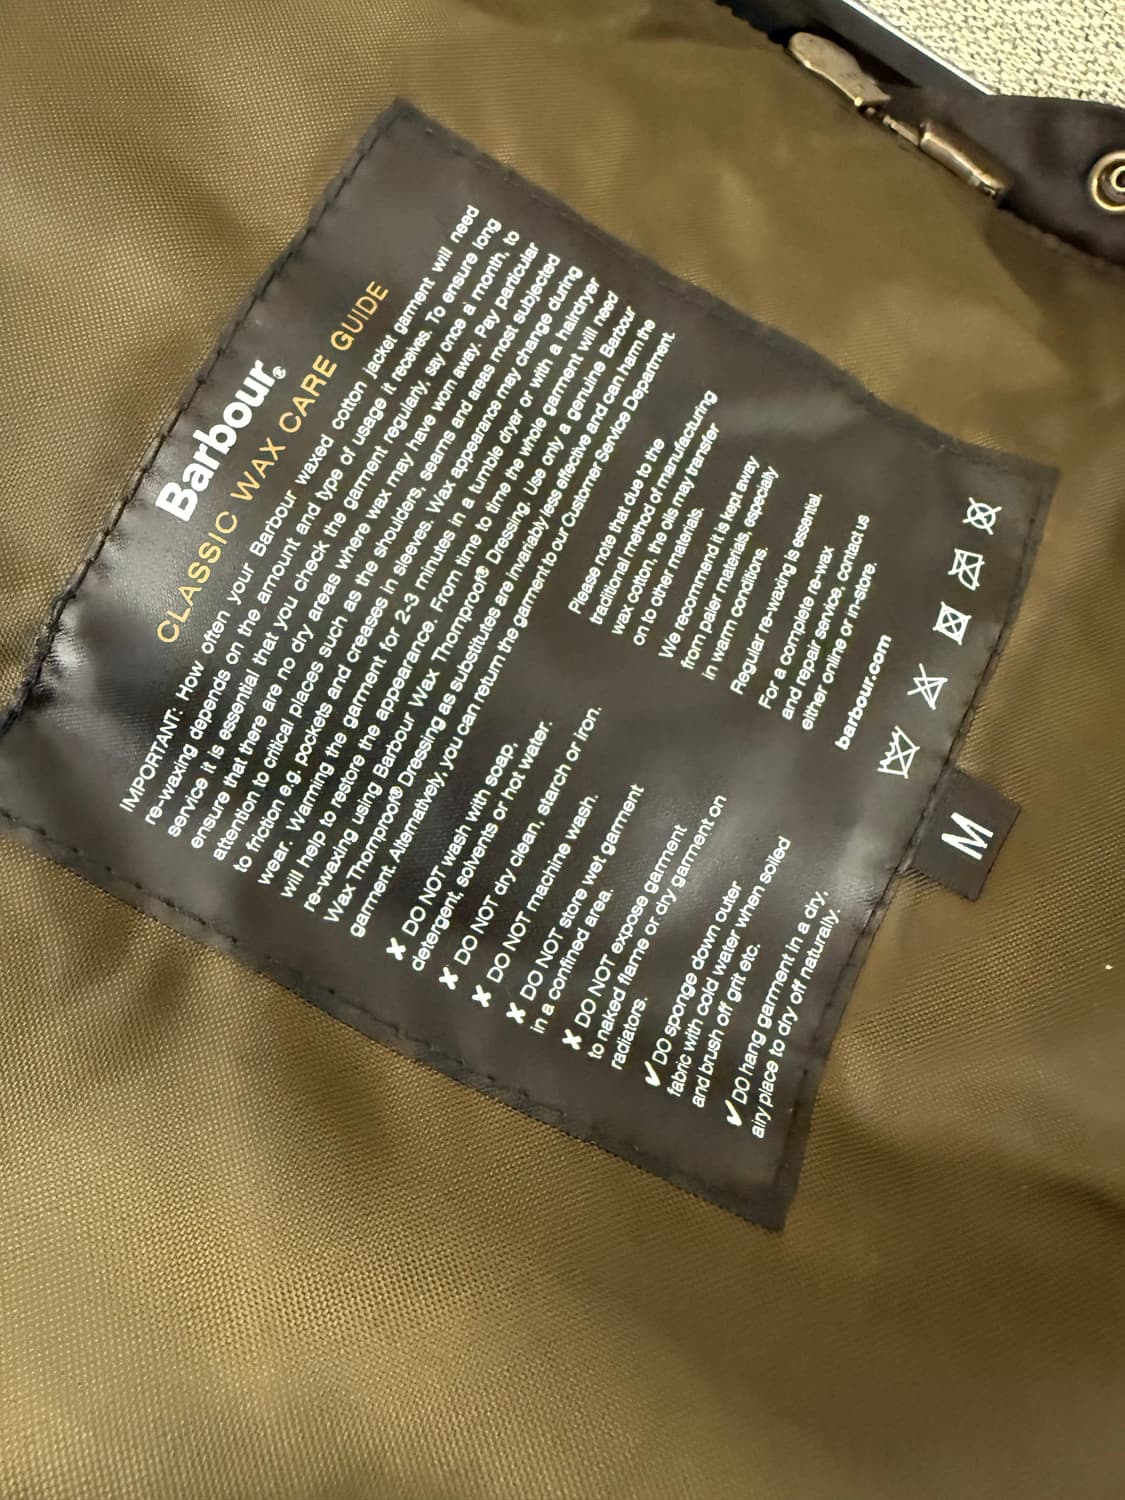 Barbour®
CLASSIC WAX CARE GUIDE
IMPORTANT: How often your Barbour waxed cotton jacket garment will need
re-waxing depends on the amount and type of usage it receives. To ensure long
service it is essential that you check the garment regularly, say once a month, to
ensure that there are no dry areas where wax may have worn away. Pay particular
attention to critical places such as the shoulders, seams and areas most subjected
to friction e.g. pockets and creases in sleeves. Wax appearance may change during
wear. Warming the garment for 2-3 minutes in a tumble dryer or with a hairdryer
will help to restore the appearance. From time to time the whole garment will need
re-waxing using Barbour Wax Thornproof® Dressing. Use only a genuine Barbour
Wax Thornproof® Dressing as substitutes are invariably less effective and can harm the
garment. Alternatively, you can return the garment to our Customer Service Department.
✖ DO NOT wash with soap,
detergent, solvents or hot water.
✖ DO NOT dry clean, starch or iron.
✖ DO NOT machine wash.
✖ DO NOT store wet garment
in a confined area.
✖ DO NOT expose garment
to naked flame or dry garment on
radiators.
✔ DO sponge down outer
fabric with cold water when soiled
and brush off grit etc.
✔ DO hang garment in a dry,
airy place to dry off naturally.
Please note that due to the
traditional method of manufacturing
wax cotton, the oils may transfer
on to other materials.
We recommend it is kept away
from paler materials, especially
in warm conditions.
Regular re-waxing is essential.
For a complete re-wax
and repair service, contact us
either online or in-store.
barbour.com
M